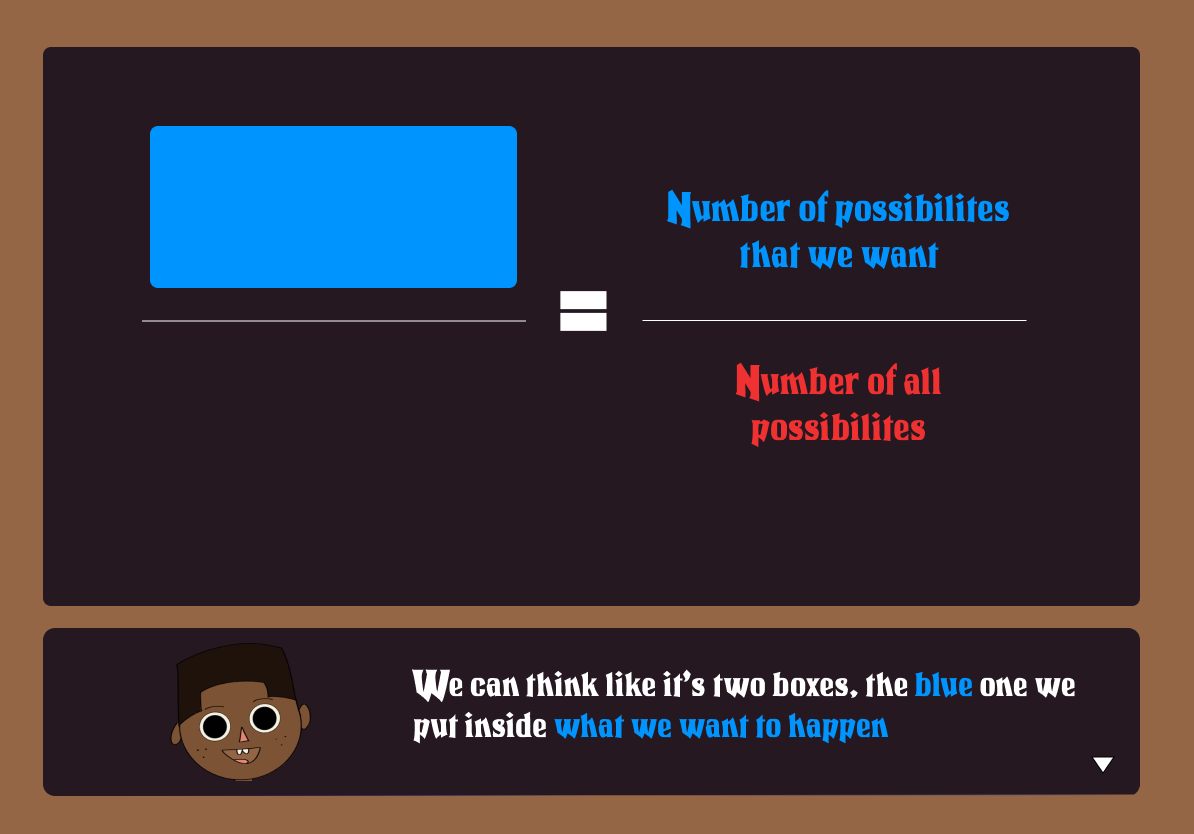 Number of possibilites
that we want
Number of all
possibilites
We can think like it's two boxes, the blue one we
put inside what we want to happen